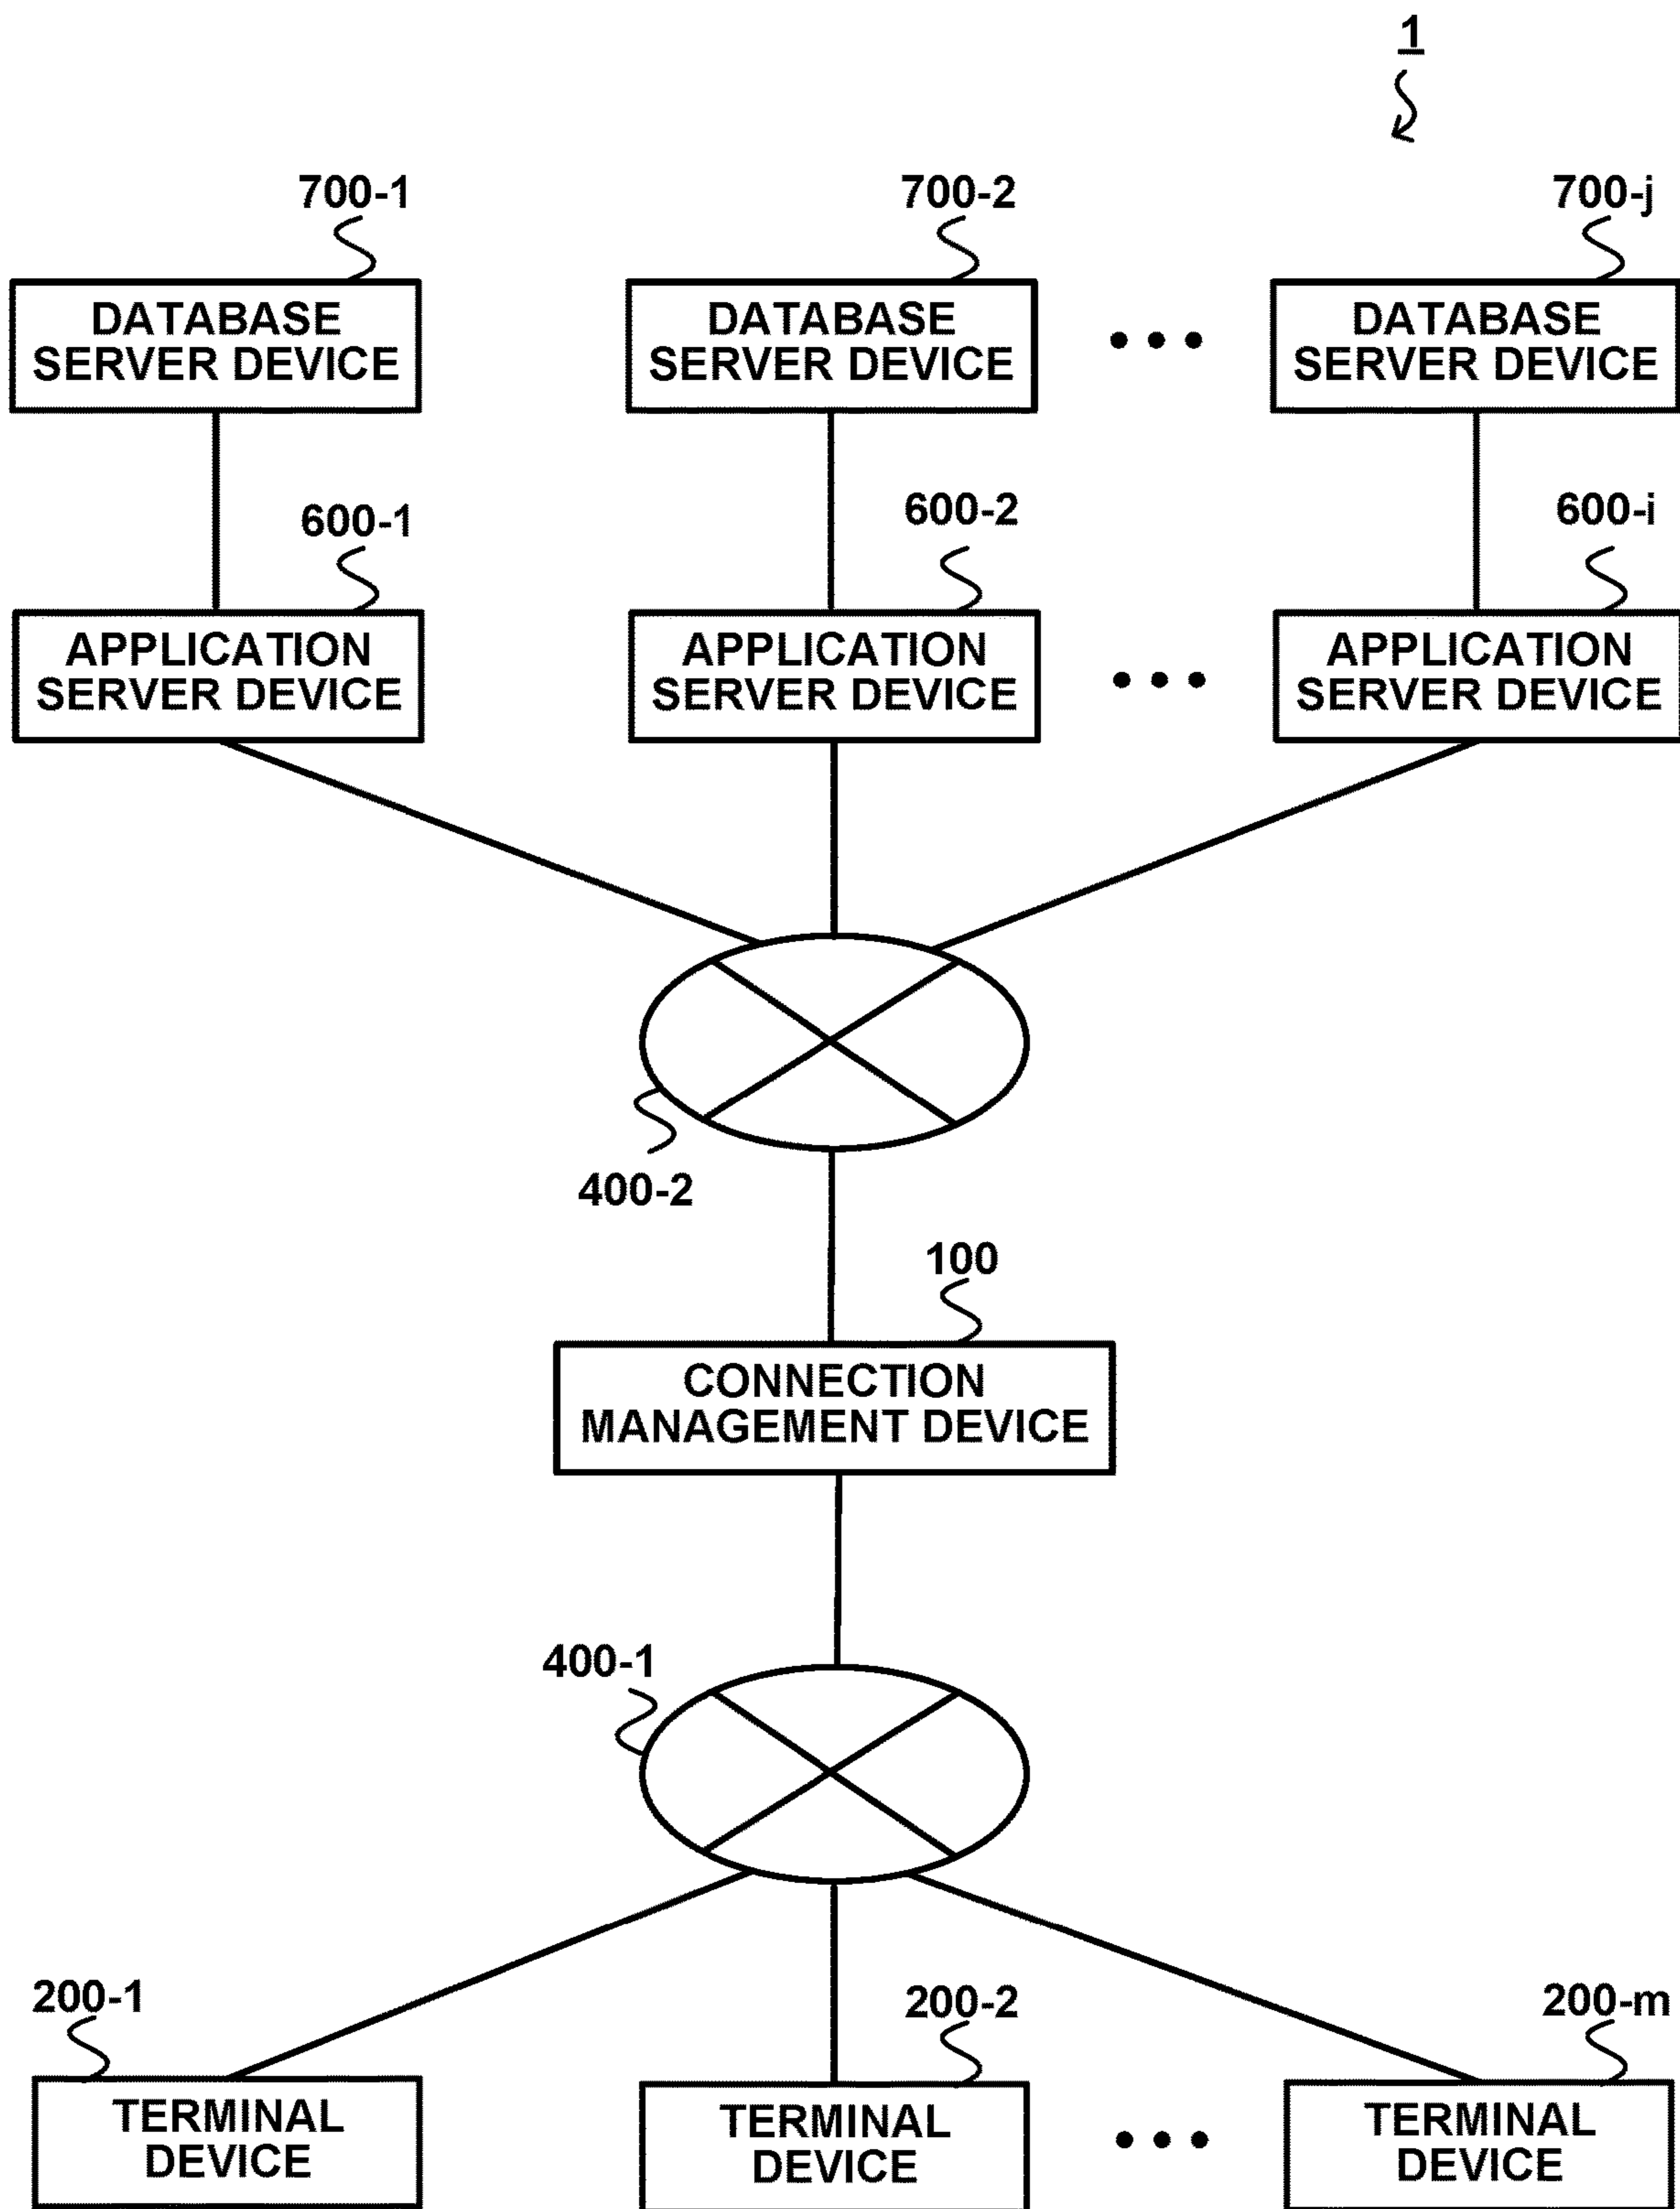 1
700-1
700-2
700-j
DATABASE
SERVER DEVICE
DATABASE
SERVER DEVICE
DATABASE
SERVER DEVICE
600-1
600-2
600-i
APPLICATION
SERVER DEVICE
APPLICATION
SERVER DEVICE
APPLICATION
SERVER DEVICE
400-2
100
CONNECTION
MANAGEMENT DEVICE
400-1
200-1
200-2
200-m
TERMINAL
DEVICE
TERMINAL
DEVICE
TERMINAL
DEVICE